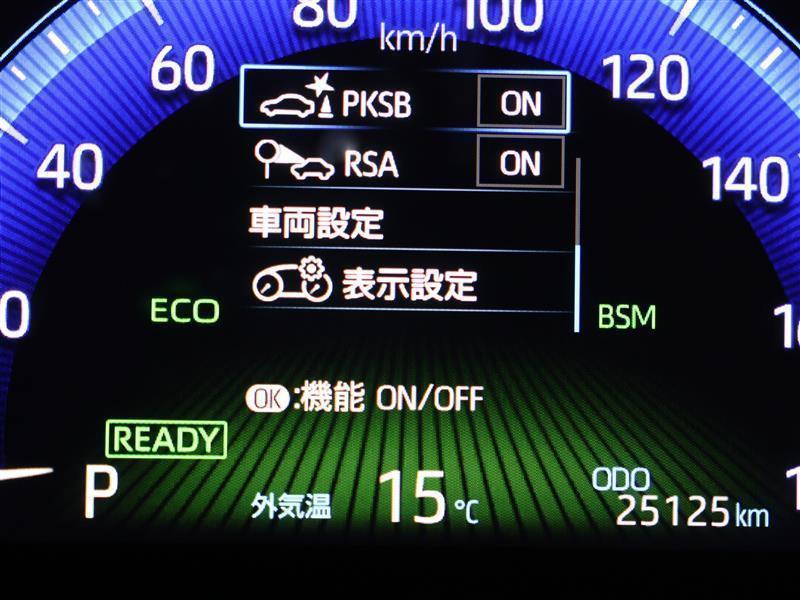 80
100
km/h
60
120
PKSB ON
40
RSA ON
140
車両設定
表示設定
ECO
BSM
OK:機能 ON/OFF
READY
P
外気温 15℃
ODO
25125km